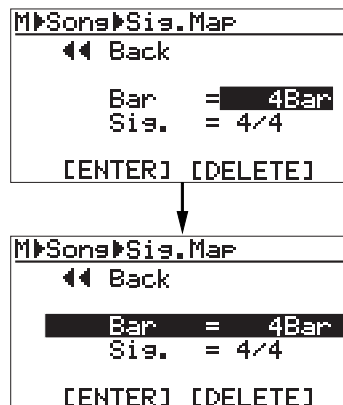 M▶Song▶Sig.Map
◀◀ Back
Bar = 4Bar
Sig. = 4/4
[ENTER] [DELETE]
M▶Song▶Sig.Map
◀◀ Back
Bar = 4Bar
Sig. = 4/4
[ENTER] [DELETE]